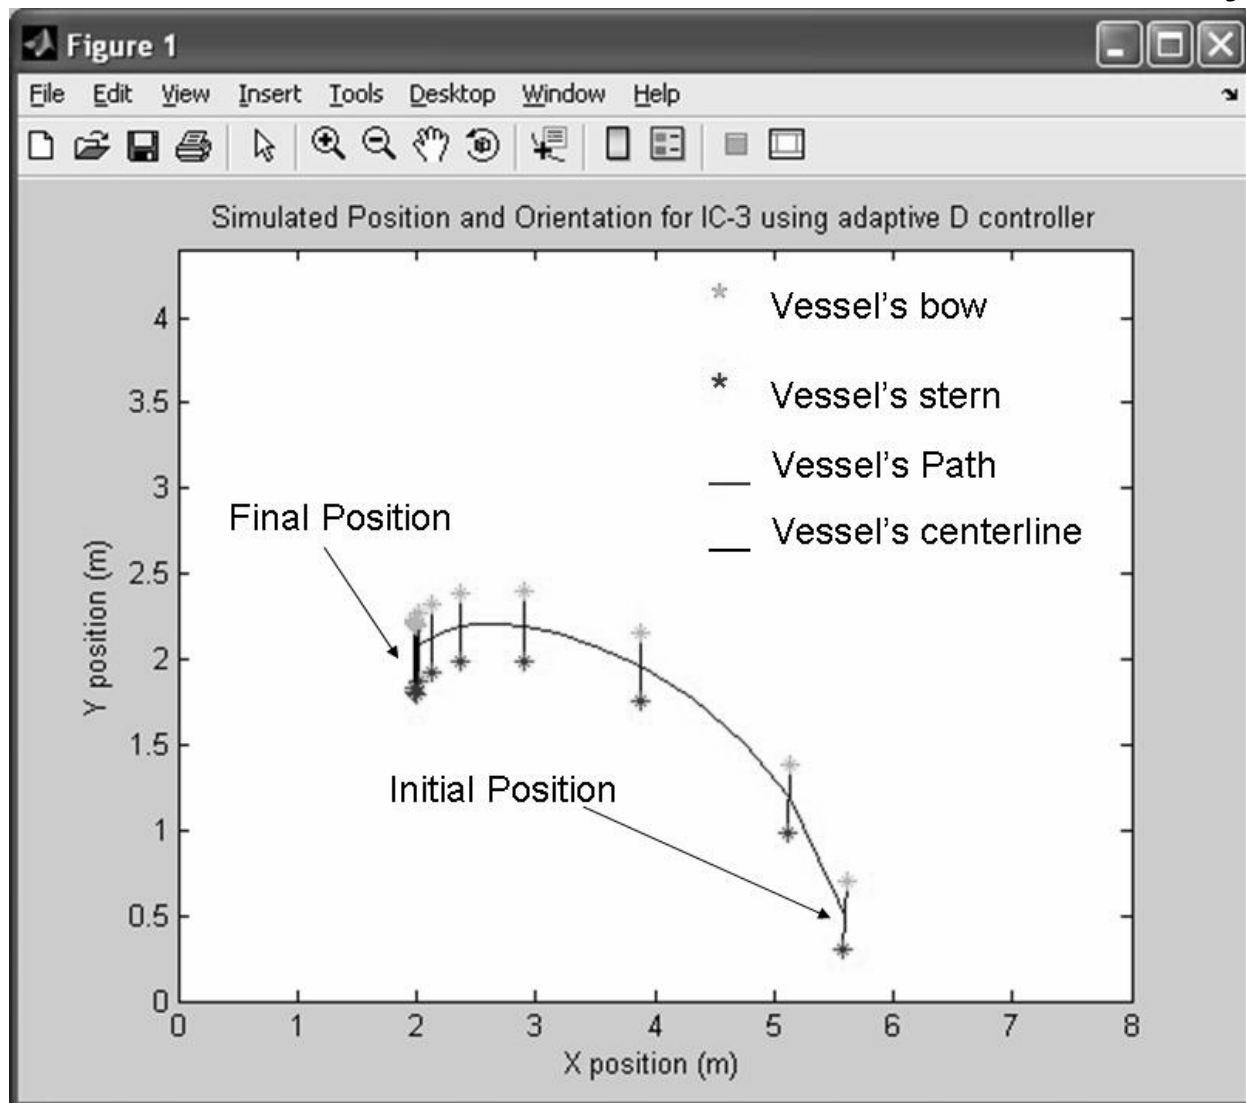 Figure 1
File Edit View Insert Tools Desktop Window Help
Simulated Position and Orientation for IC-3 using adaptive D controller
* Vessel's bow
* Vessel's stern
Vessel's Path
Vessel's centerline
Final Position
Initial Position
Y position (m)
4
3.5
3
2.5
2
1.5
1
0.5
0
0 1 2 3 4 5 6 7 8
X position (m)